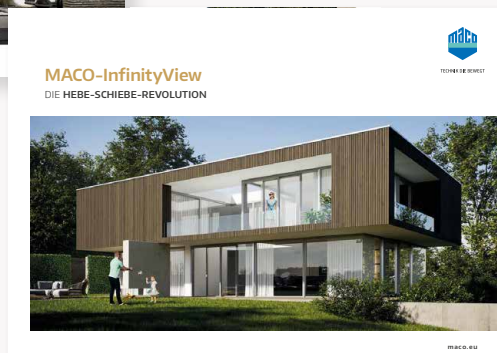 maco
TECHNIK DIE BEWEGT
MACO-InfinityView
DIE HEBE-SCHIEBE-REVOLUTION
maco.eu